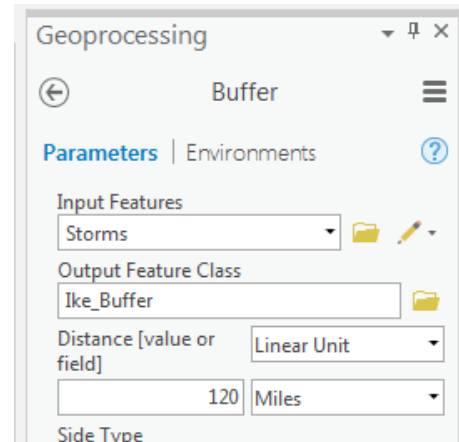 Geoprocessing
Buffer
Parameters | Environments
?
Input Features
Storms
Output Feature Class
Ike_Buffer
Distance [value or
field]
Linear Unit
120 Miles
Side Type